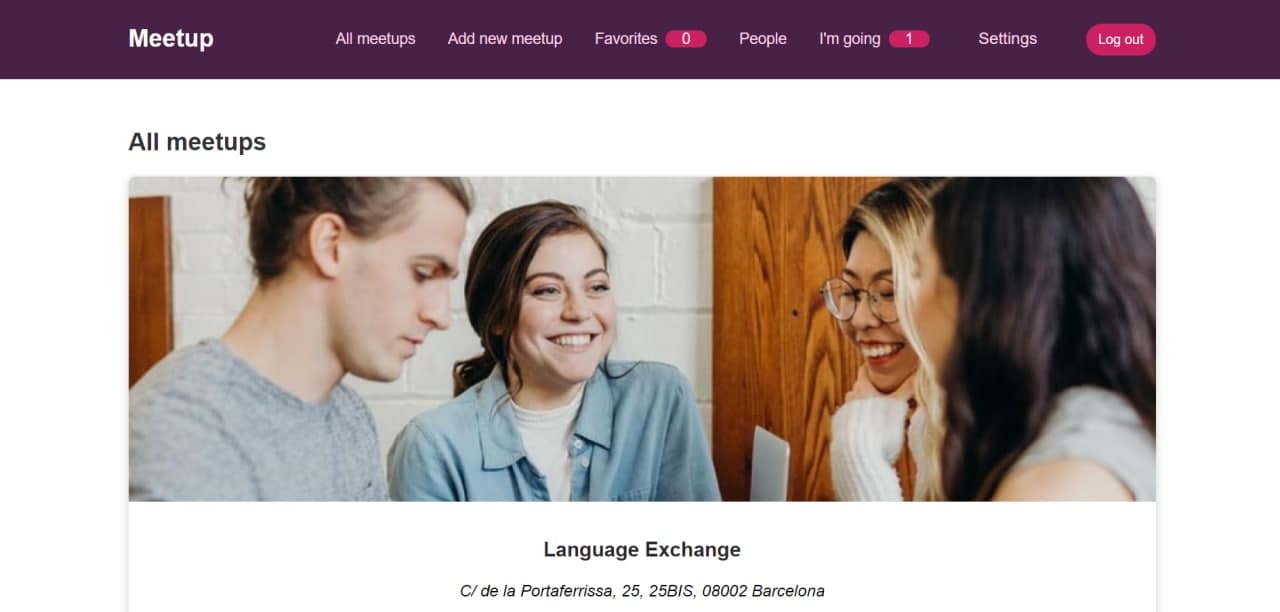 Meetup
All meetups Add new meetup Favorites 0 People I'm going 1 Settings Log out
All meetups
Language Exchange
C/ de la Portaferrissa, 25, 25BIS, 08002 Barcelona